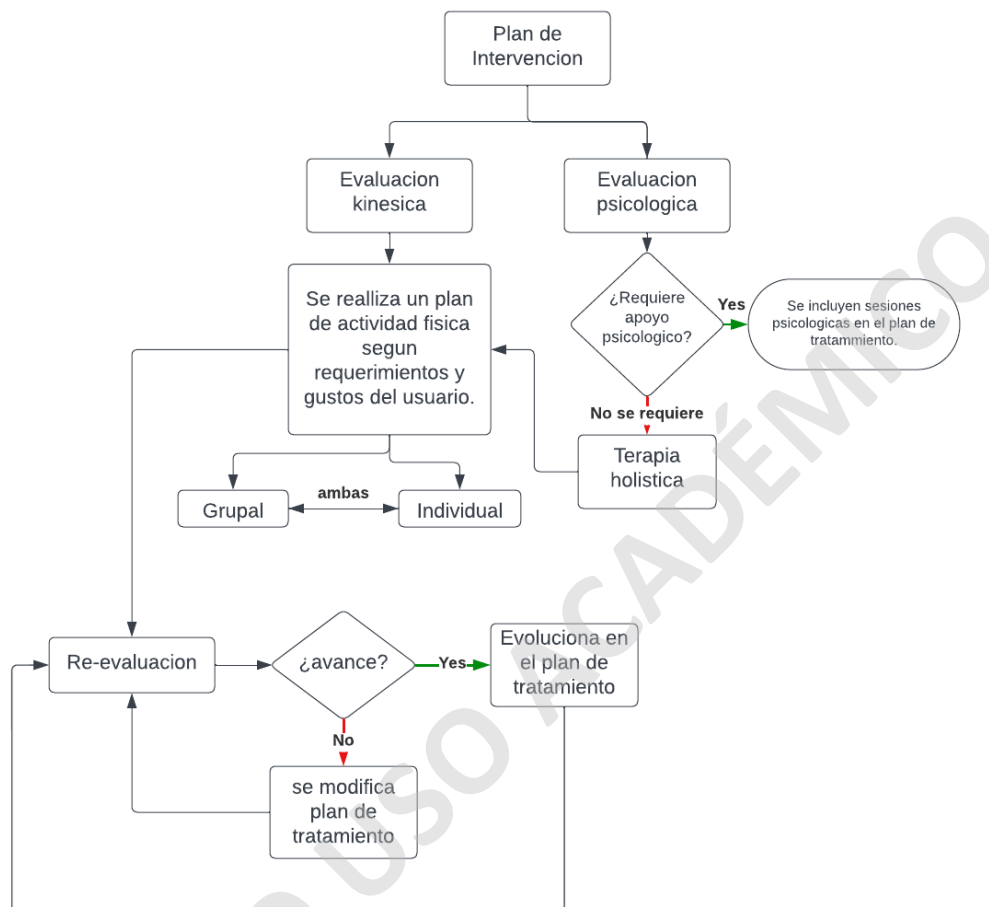 Plan de
Intervencion
Evaluacion
kinesica
Evaluacion
psicologica
Se realliza un plan
de actividad fisica
segun
requerimientos y
gustos del usuario.
¿Requiere
apoyo
psicologico?
Yes
Se incluyen sesiones
psicologicas en el plan de
tratammiento.
No se requiere
Terapia
holistica
Grupal
ambas
Individual
Re-evaluacion
¿avance?
Yes
Evoluciona en
el plan de
tratamiento
No
se modifica
plan de
tratamiento
USO ACADÉMICO